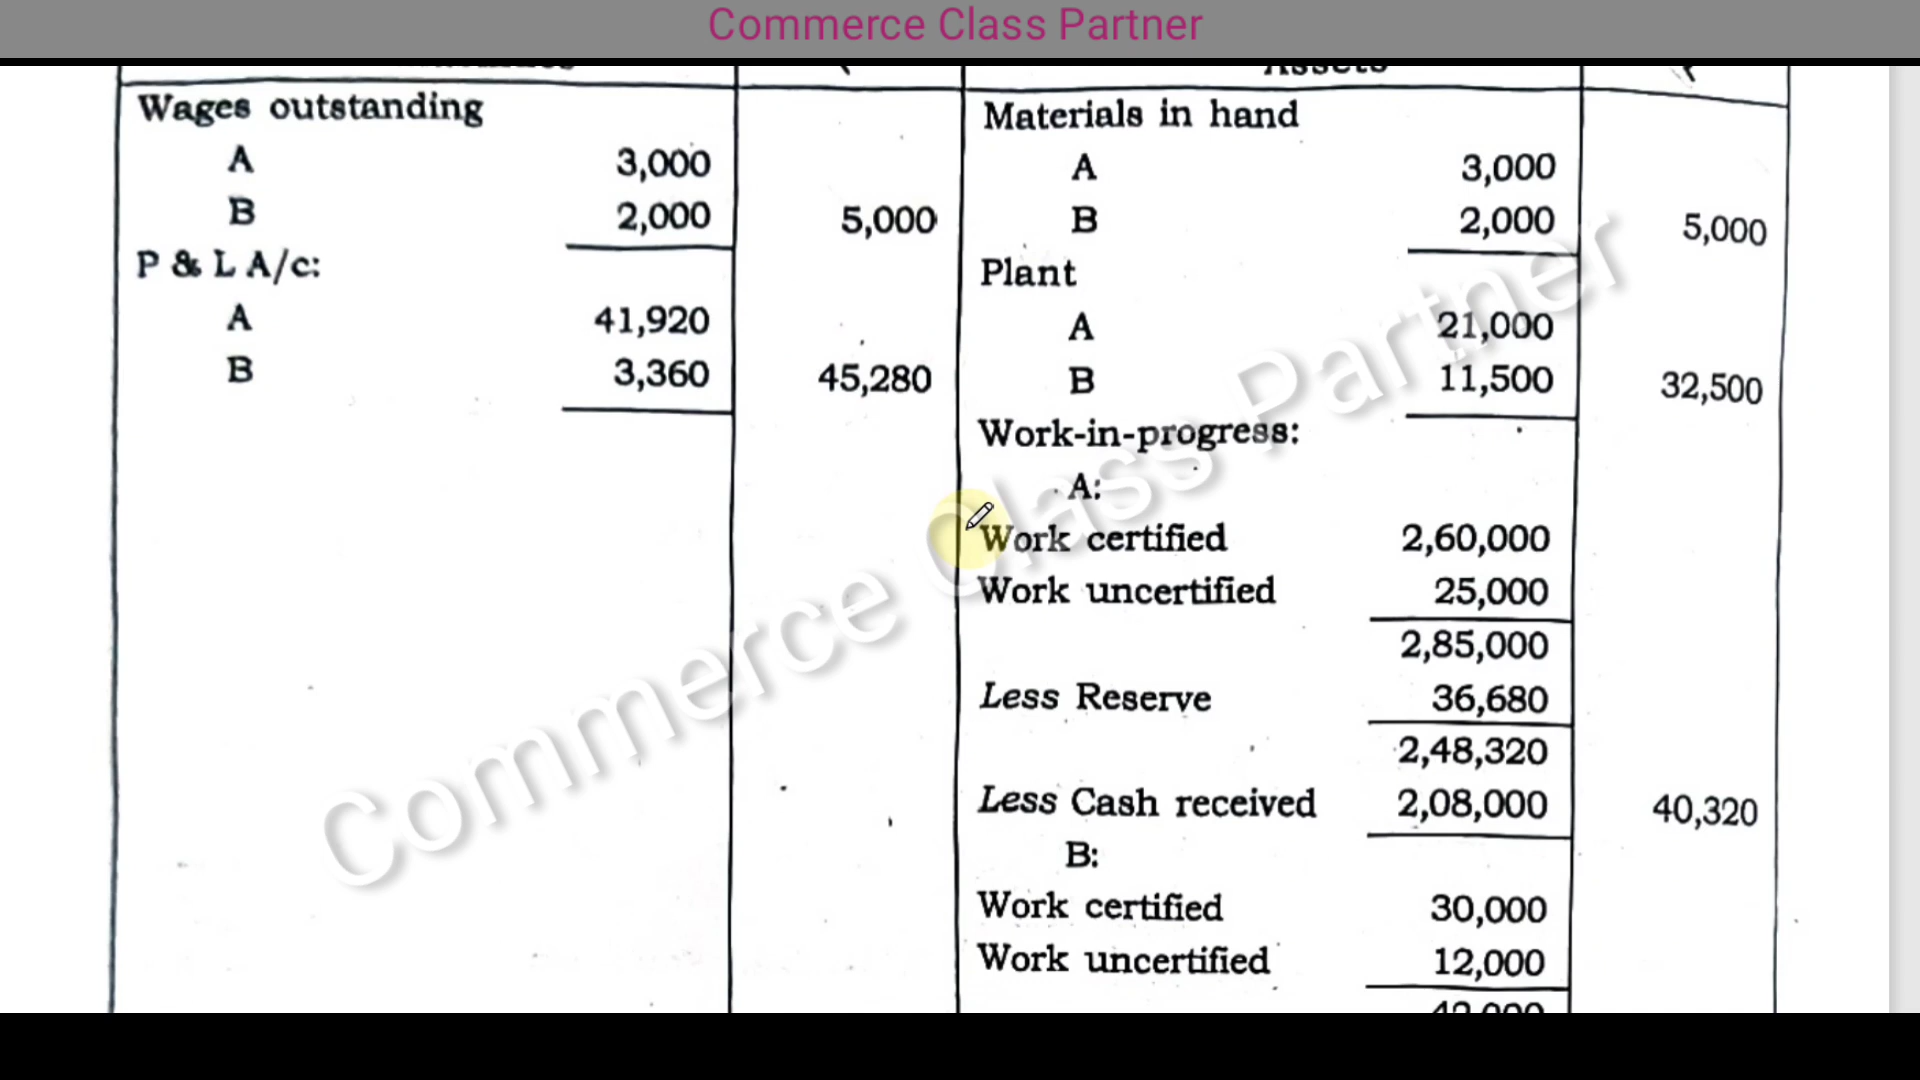 Commerce Class Partner
Assets
Wages outstanding
A 3,000
B 2,000 5,000
P & L A/c:
A 41,920
B 3,360 45,280
Materials in hand
A 3,000
B 2,000 5,000
Plant
A 21,000
B 11,500 32,500
Work-in-progress:
A:
Work certified 2,60,000
Work uncertified 25,000
2,85,000
Less Reserve 36,680
2,48,320
Less Cash received 2,08,000 40,320
B:
Work certified 30,000
Work uncertified 12,000
Commerce Class Partner